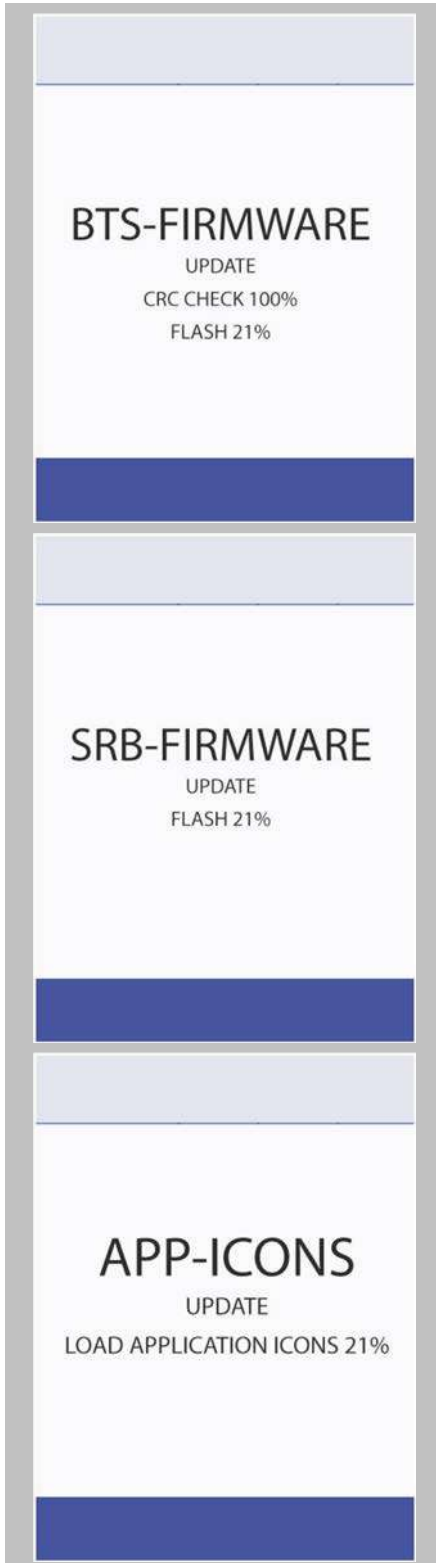 BTS-FIRMWARE
UPDATE
CRC CHECK 100%
FLASH 21%
SRB-FIRMWARE
UPDATE
FLASH 21%
APP-ICONS
UPDATE
LOAD APPLICATION ICONS 21%